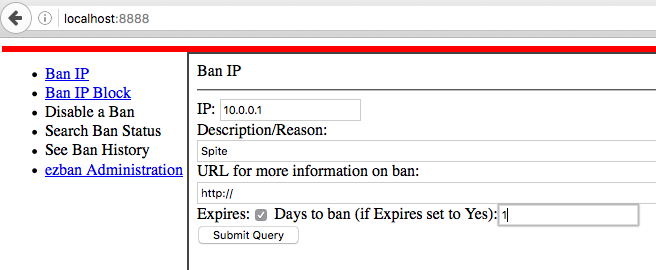 localhost:8888
Ban IP
Ban IP Block
Disable a Ban
Search Ban Status
See Ban History
ezban Administration
Ban IP
IP: 10.0.0.1
Description/Reason:
Spite
URL for more information on ban:
http://
Expires: Days to ban (if Expires set to Yes): 1
Submit Query